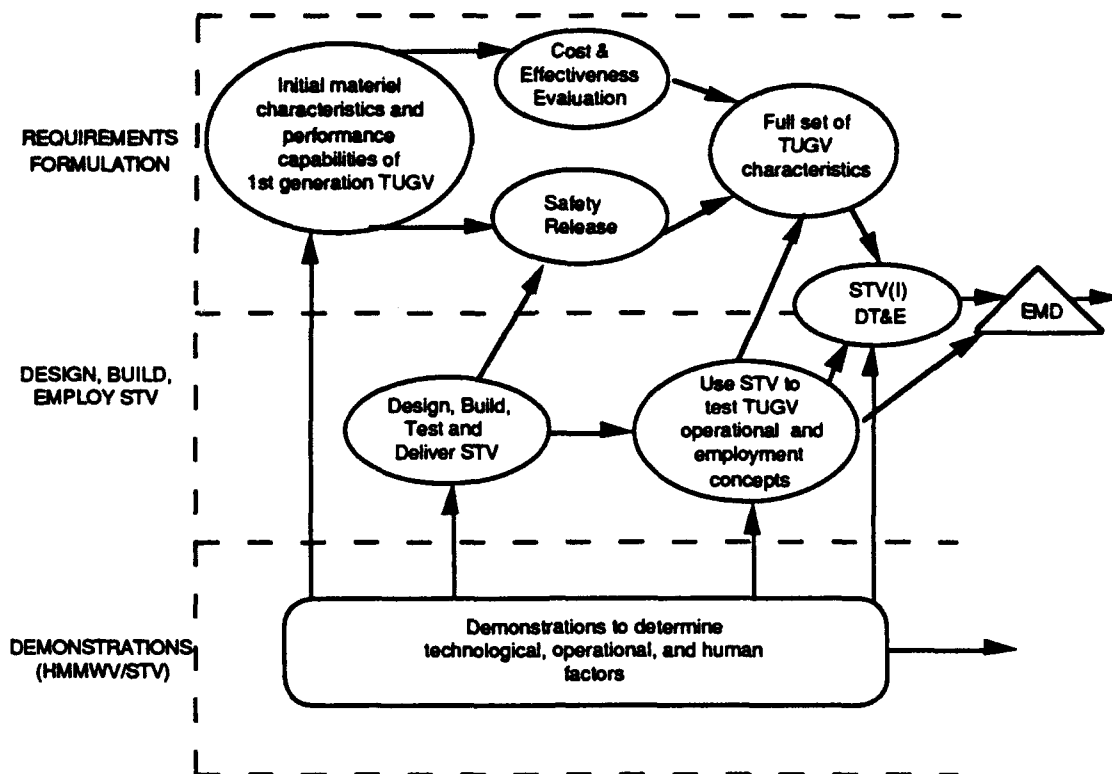 REQUIREMENTS
FORMULATION
Initial materiel
characteristics and
performance
capabilities of
1st generation TUGV
Cost &
Effectiveness
Evaluation
Safety
Release
Full set of
TUGV
characteristics
STV(I)
DT&E
EMD
DESIGN, BUILD,
EMPLOY STV
Design, Build,
Test and
Deliver STV
Use STV to
test TUGV
operational and
employment
concepts
DEMONSTRATIONS
(HMMWV/STV)
Demonstrations to determine
technological, operational, and human
factors